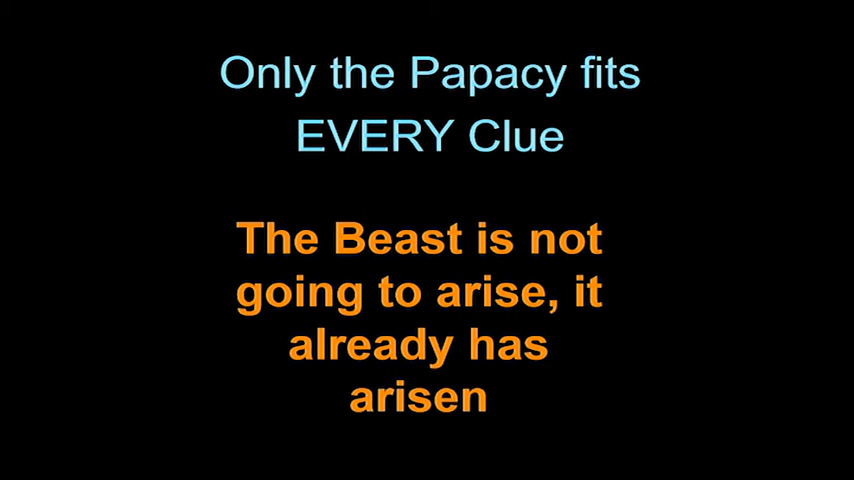 Only the Papacy fits
EVERY Clue
The Beast is not
going to arise, it
already has
arisen